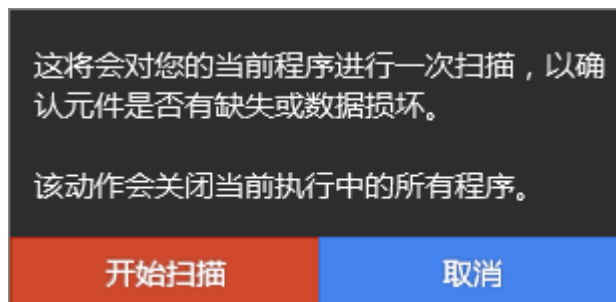 这将会对您的当前程序进行一次扫描，以确
认元件是否有缺失或数据损坏。
该动作会关闭当前执行中的所有程序。
开始扫描
取消